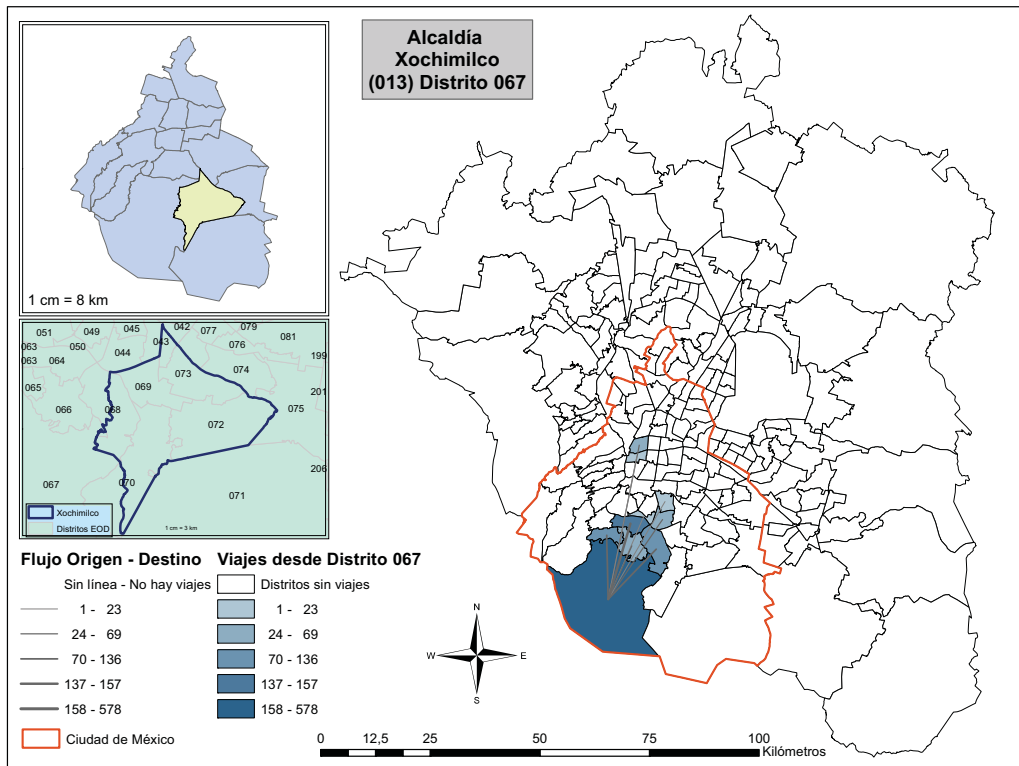 Alcaldía
Xochimilco
(013) Distrito 067
1 cm = 8 km
051
049
045
042
077
079
063
050
043
076
081
063
064
044
199
065
069
073
074
201
066
068
072
075
067
070
071
206
Xochimilco
Distritos EOD
1 cm = 3 km
Flujo Origen - Destino
Sin línea - No hay viajes
1 - 23
24 - 69
70 - 136
137 - 157
158 - 578
Ciudad de México
Viajes desde Distrito 067
Distritos sin viajes
1 - 23
24 - 69
70 - 136
137 - 157
158 - 578
N
W
E
S
0 12,5 25 50 75 100
Kilómetros